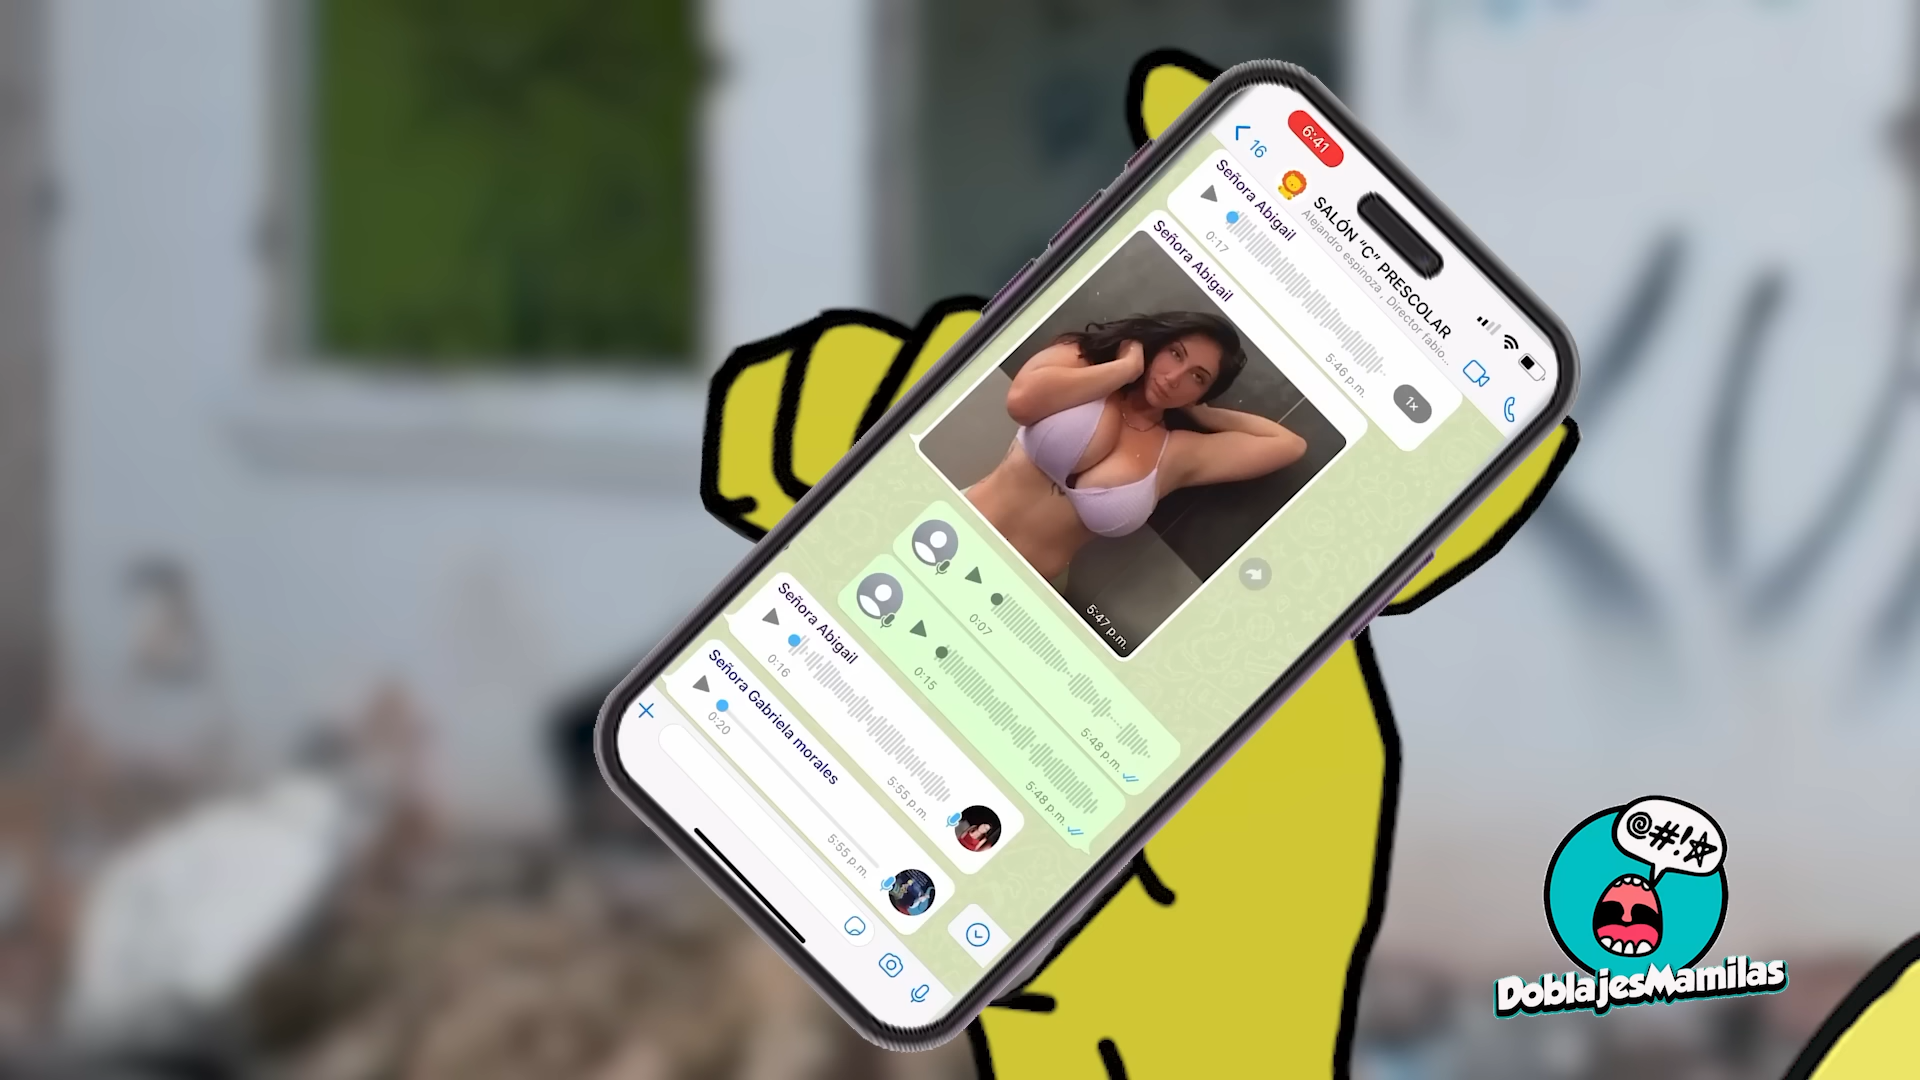 6:41
16
SALÓN "C" PRESCOLAR
Alejandro espinoza , Director fabio...
Señora Abigail
0:17
5:46 p.m.
1x
Señora Abigail
5:47 p.m.
0:07
5:48 p.m.
0:15
5:48 p.m.
Señora Abigail
0:16
5:55 p.m.
Señora Gabriela morales
0:20
5:55 p.m.
@#!
DoblajesMamilas